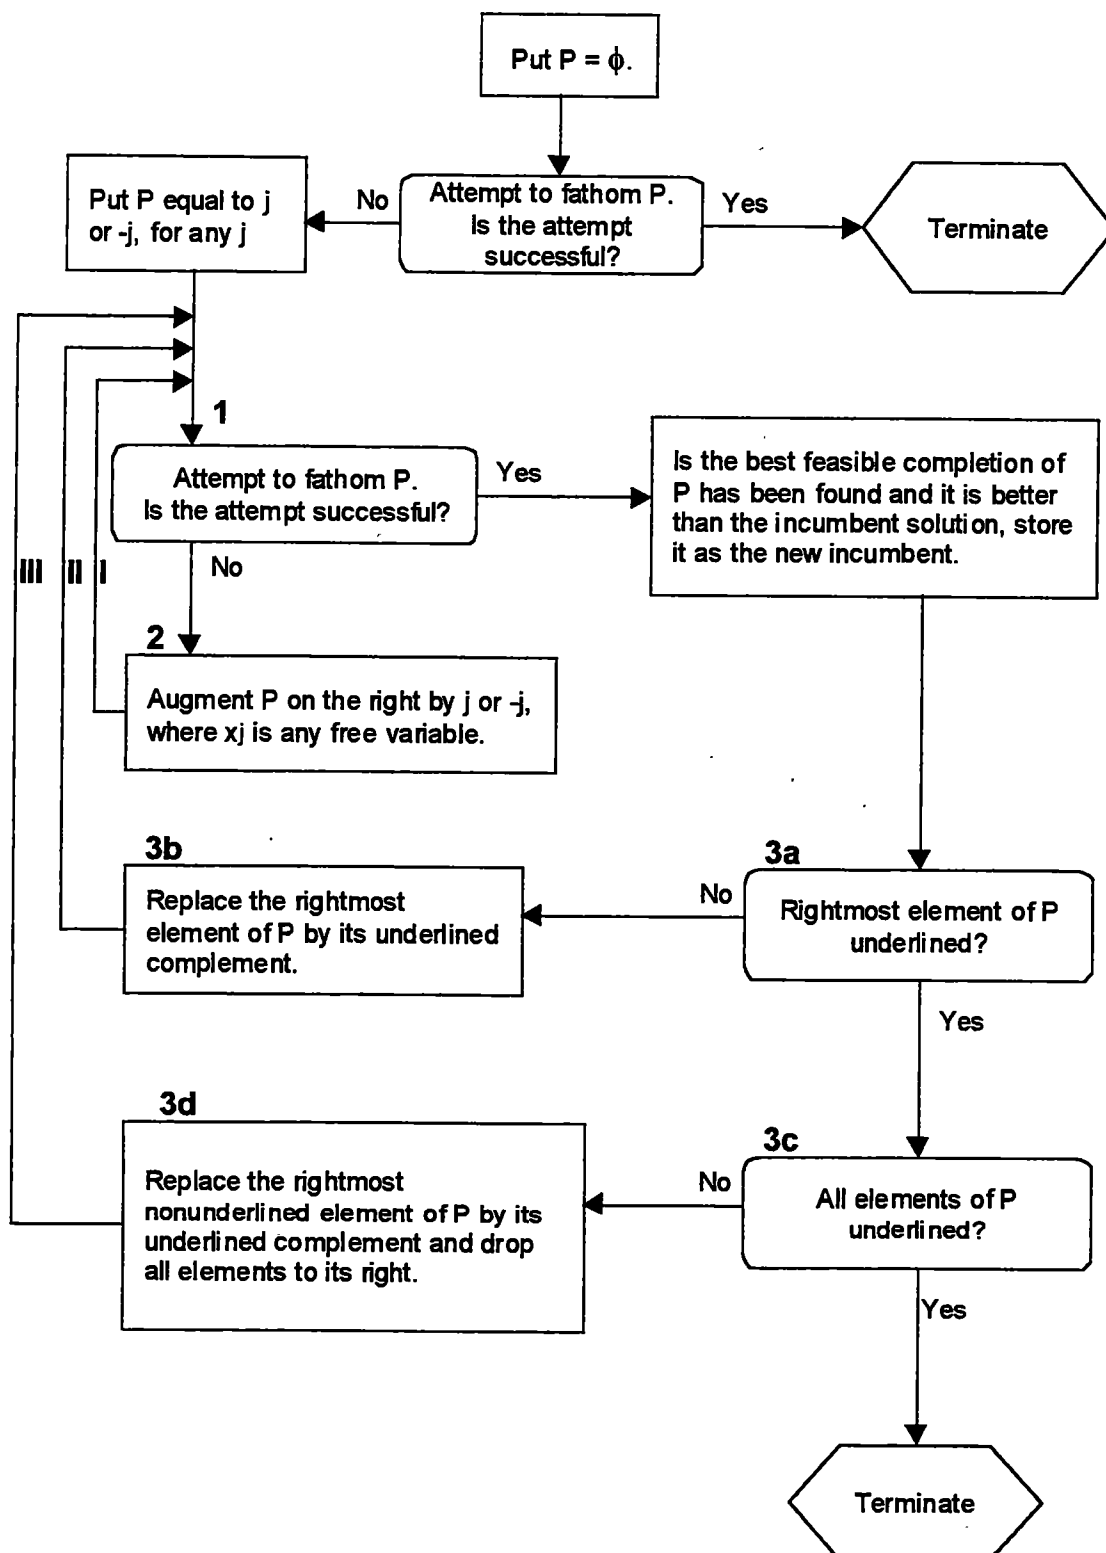 Put P = ϕ.
Attempt to fathom P.
Is the attempt
successful?
No
Yes
Put P equal to j
or -j, for any j
Terminate
1
Attempt to fathom P.
Is the attempt successful?
Yes
No
Is the best feasible completion of
P has been found and it is better
than the incumbent solution, store
it as the new incumbent.
III
II
I
2
Augment P on the right by j or -j,
where xj is any free variable.
3b
Replace the rightmost
element of P by its underlined
complement.
No
3a
Rightmost element of P
underlined?
Yes
3d
Replace the rightmost
nonunderlined element of P by its
underlined complement and drop
all elements to its right.
No
3c
All elements of P
underlined?
Yes
Terminate